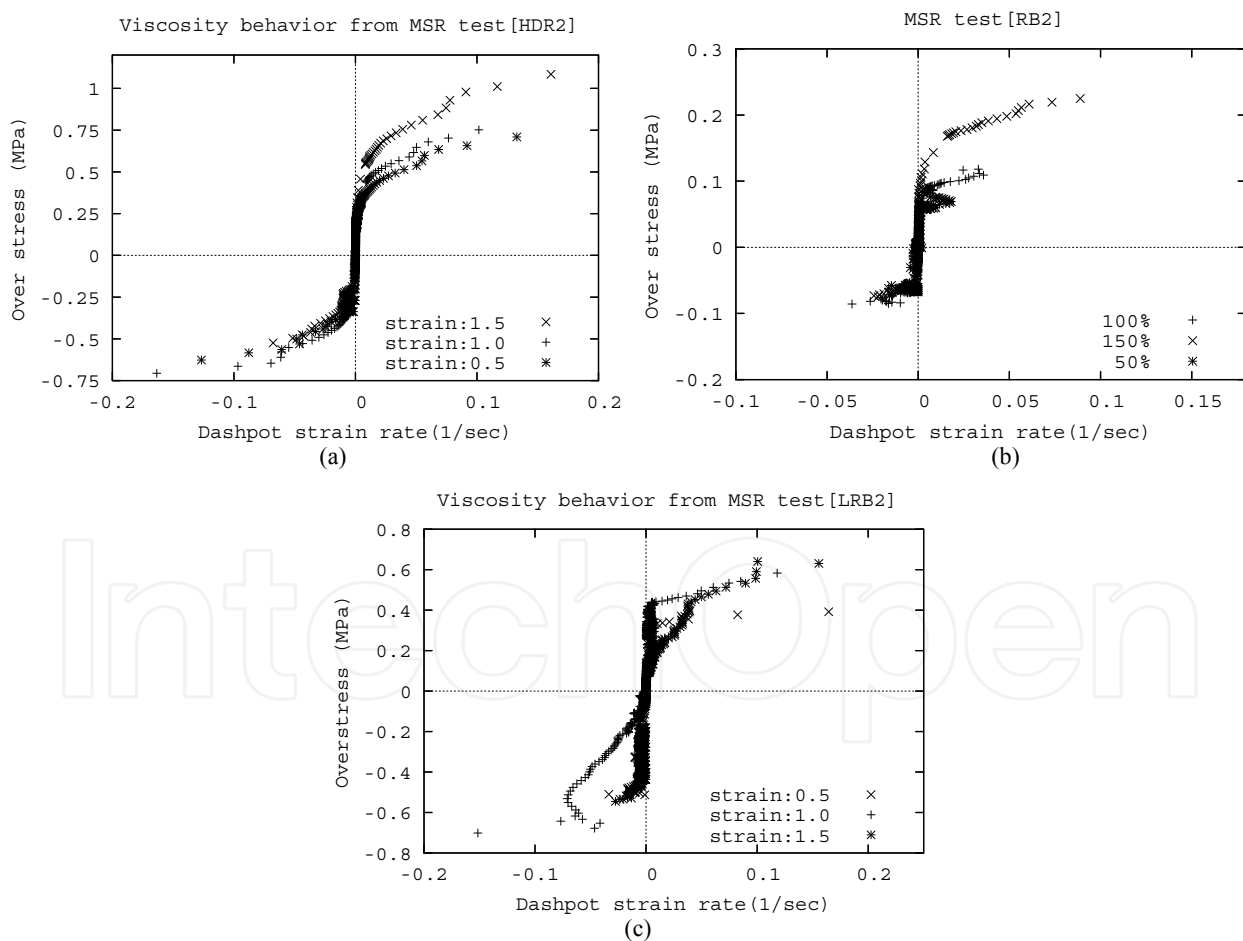 Viscosity behavior from MSR test[HDR2]
1
0.75
0.5
0.25
0
-0.25
-0.5
-0.75
Over stress (MPa)
strain:1.5
strain:1.0
strain:0.5
-0.2
-0.1
0
0.1
0.2
Dashpot strain rate(1/sec)
(a)
MSR test[RB2]
0.3
0.2
0.1
0
-0.1
-0.2
Over stress (MPa)
100%
150%
50%
-0.1
-0.05
0
0.05
0.1
0.15
Dashpot strain rate(1/sec)
(b)
Viscosity behavior from MSR test[LRB2]
0.8
0.6
0.4
0.2
0
-0.2
-0.4
-0.6
-0.8
Overstress (MPa)
strain:0.5
strain:1.0
strain:1.5
-0.2
-0.1
0
0.1
0.2
Dashpot strain rate(1/sec)
(c)
IntechOpen